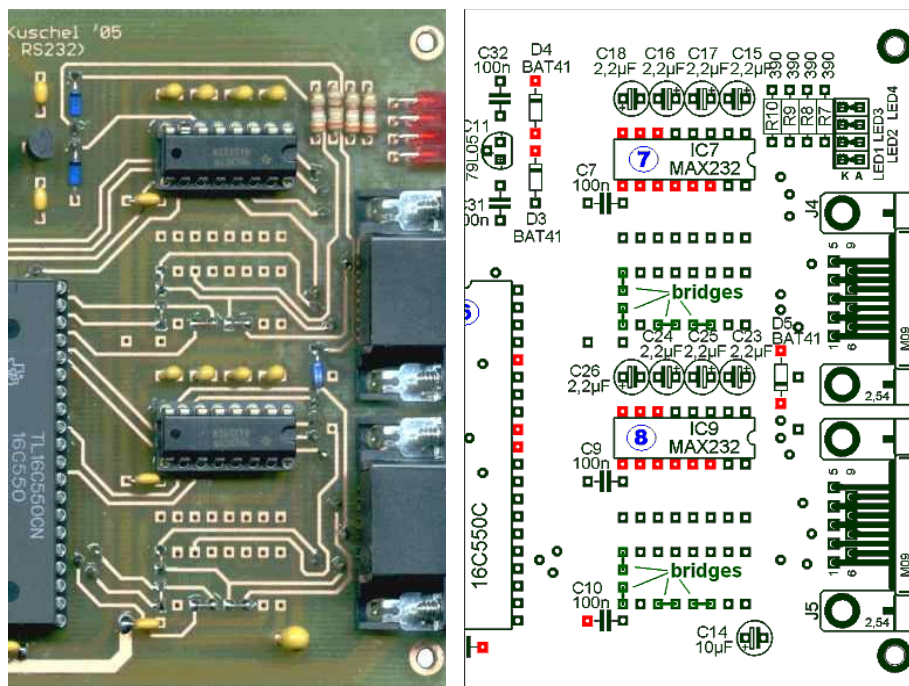 Kuschel '05
RS232)
TL16C550CN
16C550
C32
100n
D4
BAT41
C18
C16
C17
C15
2,2µF
2,2µF
2,2µF
2,2µF
390
390
390
390
R10
R9
R8
R7
LED4
LED3
LED2
LED1
K A
79L05
7
IC7
MAX232
C7
100n
D3
BAT41
J4
5
9
1
6
M09
2,54
bridges
16C550C
D5
BAT41
C24
C25
C23
2,2µF
2,2µF
2,2µF
C26
2,2µF
8
IC9
MAX232
C9
100n
5
9
1
6
M09
2,54
J5
bridges
C10
100n
C14
10µF